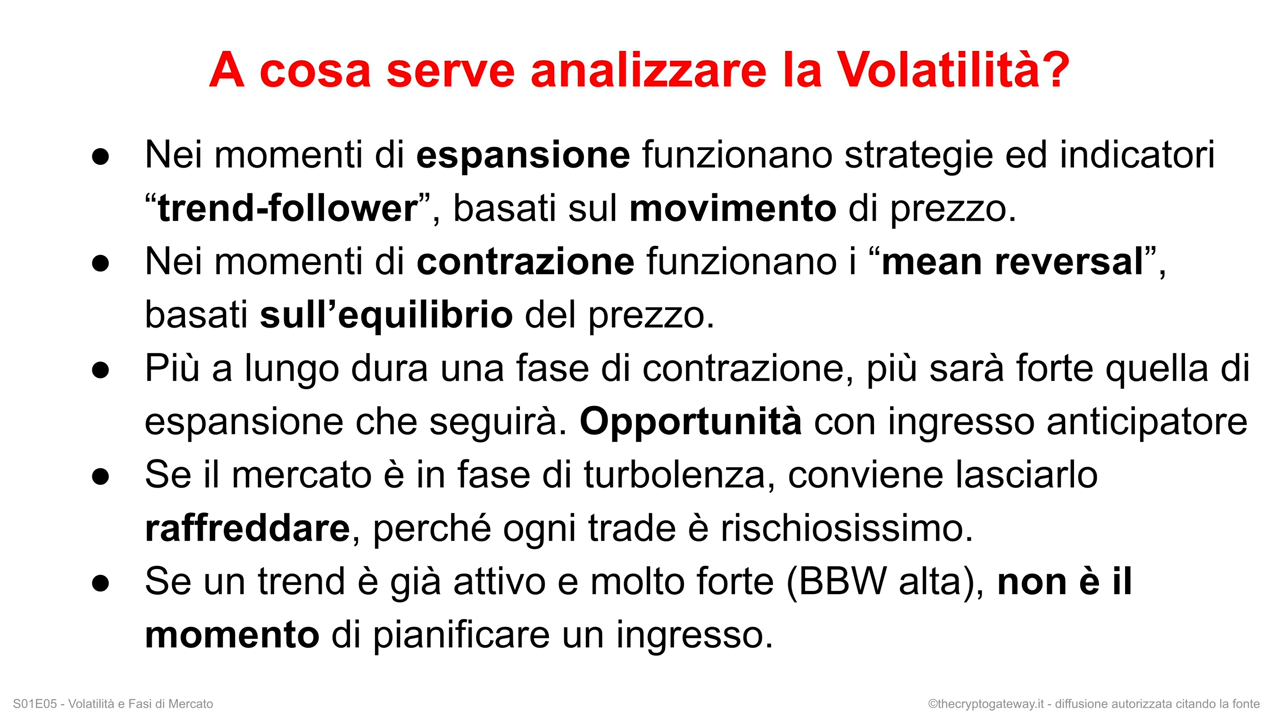 A cosa serve analizzare la Volatilità?
● Nei momenti di espansione funzionano strategie ed indicatori
“trend-follower”, basati sul movimento di prezzo.
● Nei momenti di contrazione funzionano i “mean reversal”,
basati sull’equilibrio del prezzo.
● Più a lungo dura una fase di contrazione, più sarà forte quella di
espansione che seguirà. Opportunità con ingresso anticipatore
● Se il mercato è in fase di turbolenza, conviene lasciarlo
raffreddare, perché ogni trade è rischiosissimo.
● Se un trend è già attivo e molto forte (BBW alta), non è il
momento di pianificare un ingresso.
S01E05 - Volatilità e Fasi di Mercato
©thecryptogateway.it - diffusione autorizzata citando la fonte